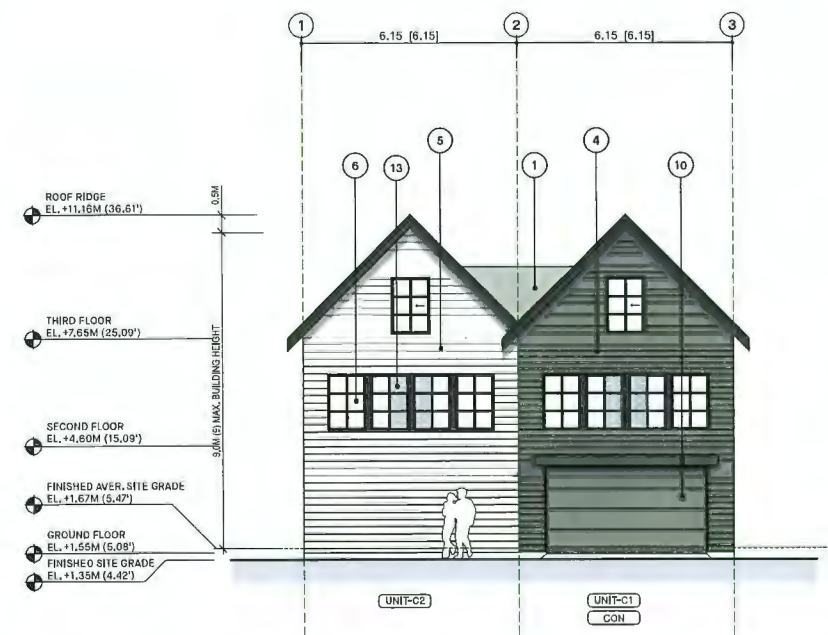 1
2
3
6.15 [6.15]
6.15 [6.15]
5
4
6
13
1
10
ROOF RIDGE
EL. +11.16M (36.61')
0.5M
THIRD FLOOR
EL. +7.65M (25.09')
9.0M (9) MAX. BUILDING HEIGHT
SECOND FLOOR
EL. +4.60M (15.09')
FINISHED AVER. SITE GRADE
EL. +1.67M (5.47')
GROUND FLOOR
EL. +1.55M (5.08')
FINISHED SITE GRADE
EL. +1.35M (4.42')
UNIT-C2
UNIT-C1
CON